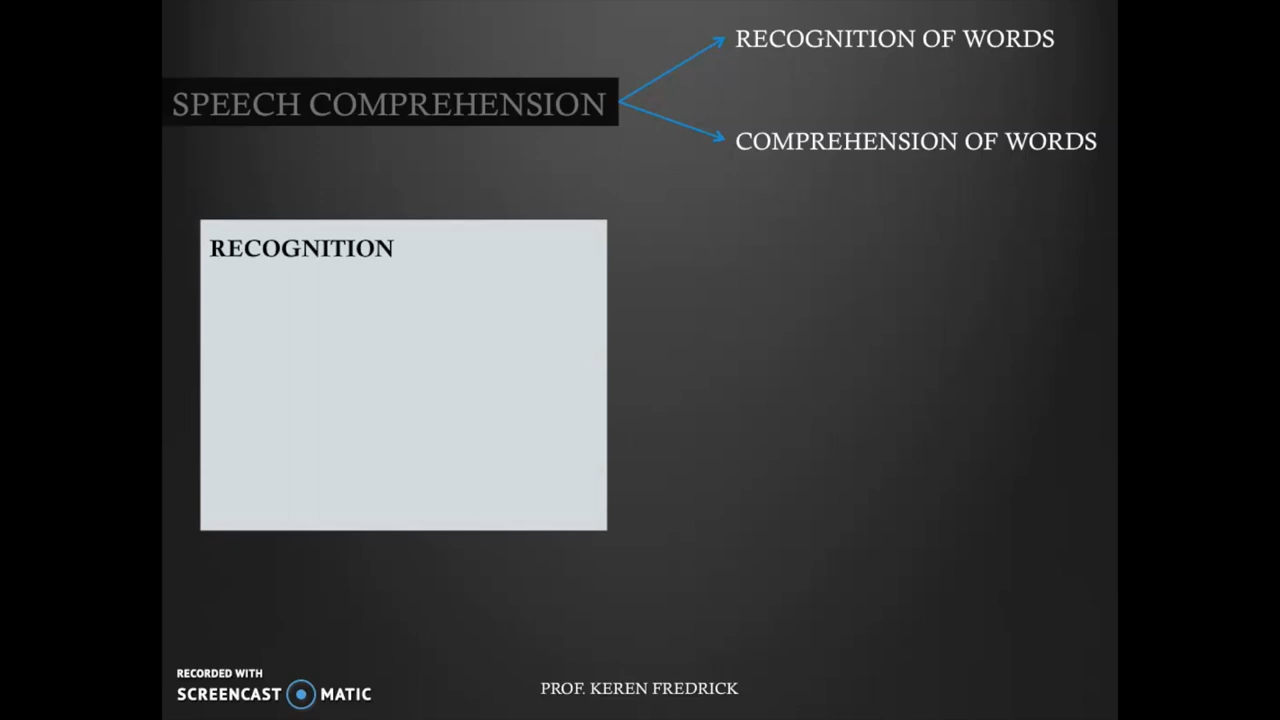 RECOGNITION OF WORDS
SPEECH COMPREHENSION
COMPREHENSION OF WORDS
RECOGNITION
RECORDED WITH
SCREENCAST MATIC
PROF. KEREN FREDRICK